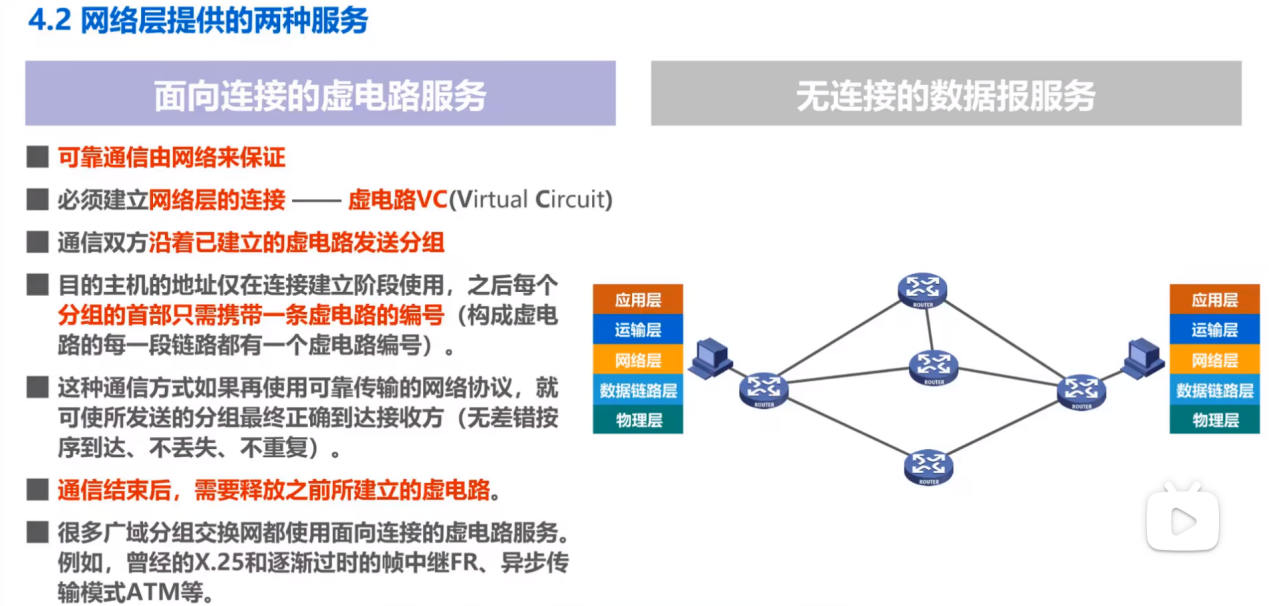 4.2 网络层提供的两种服务
面向连接的虚电路服务
无连接的数据报服务
可靠通信由网络来保证
必须建立网络层的连接 —— 虚电路VC(Virtual Circuit)
通信双方沿着已建立的虚电路发送分组
目的主机的地址仅在连接建立阶段使用，之后每个
分组的首部只需携带一条虚电路的编号（构成虚电
路的每一段链路都有一个虚电路编号）。
这种通信方式如果再使用可靠传输的网络协议，就
可使所发送的分组最终正确到达接收方（无差错按
序到达、不丢失、不重复）。
通信结束后，需要释放之前所建立的虚电路。
很多广域分组交换网都使用面向连接的虚电路服务。
例如，曾经的X.25和逐渐过时的帧中继FR、异步传
输模式ATM等。
应用层
运输层
网络层
数据链路层
物理层
ROUTER
ROUTER
ROUTER
ROUTER
ROUTER
应用层
运输层
网络层
数据链路层
物理层